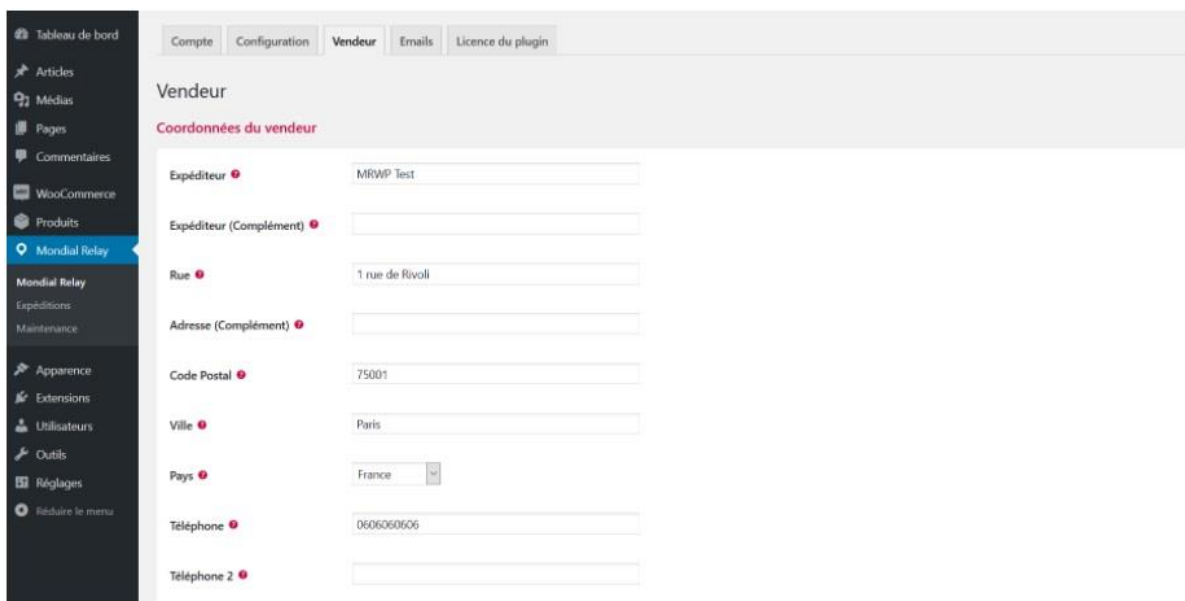 Tableau de bord
Articles
Médias
Pages
Commentaires
WooCommerce
Produits
Mondial Relay
Mondial Relay
Expéditions
Maintenance
Apparence
Extensions
Utilisateurs
Outils
Réglages
Réduire le menu
Compte
Configuration
Vendeur
Emails
Licence du plugin
Vendeur
Coordonnées du vendeur
Expéditeur
MRWP Test
Expéditeur (Complément)
Rue
1 rue de Rivoli
Adresse (Complément)
Code Postal
75001
Ville
Paris
Pays
France
Téléphone
0606060606
Téléphone 2